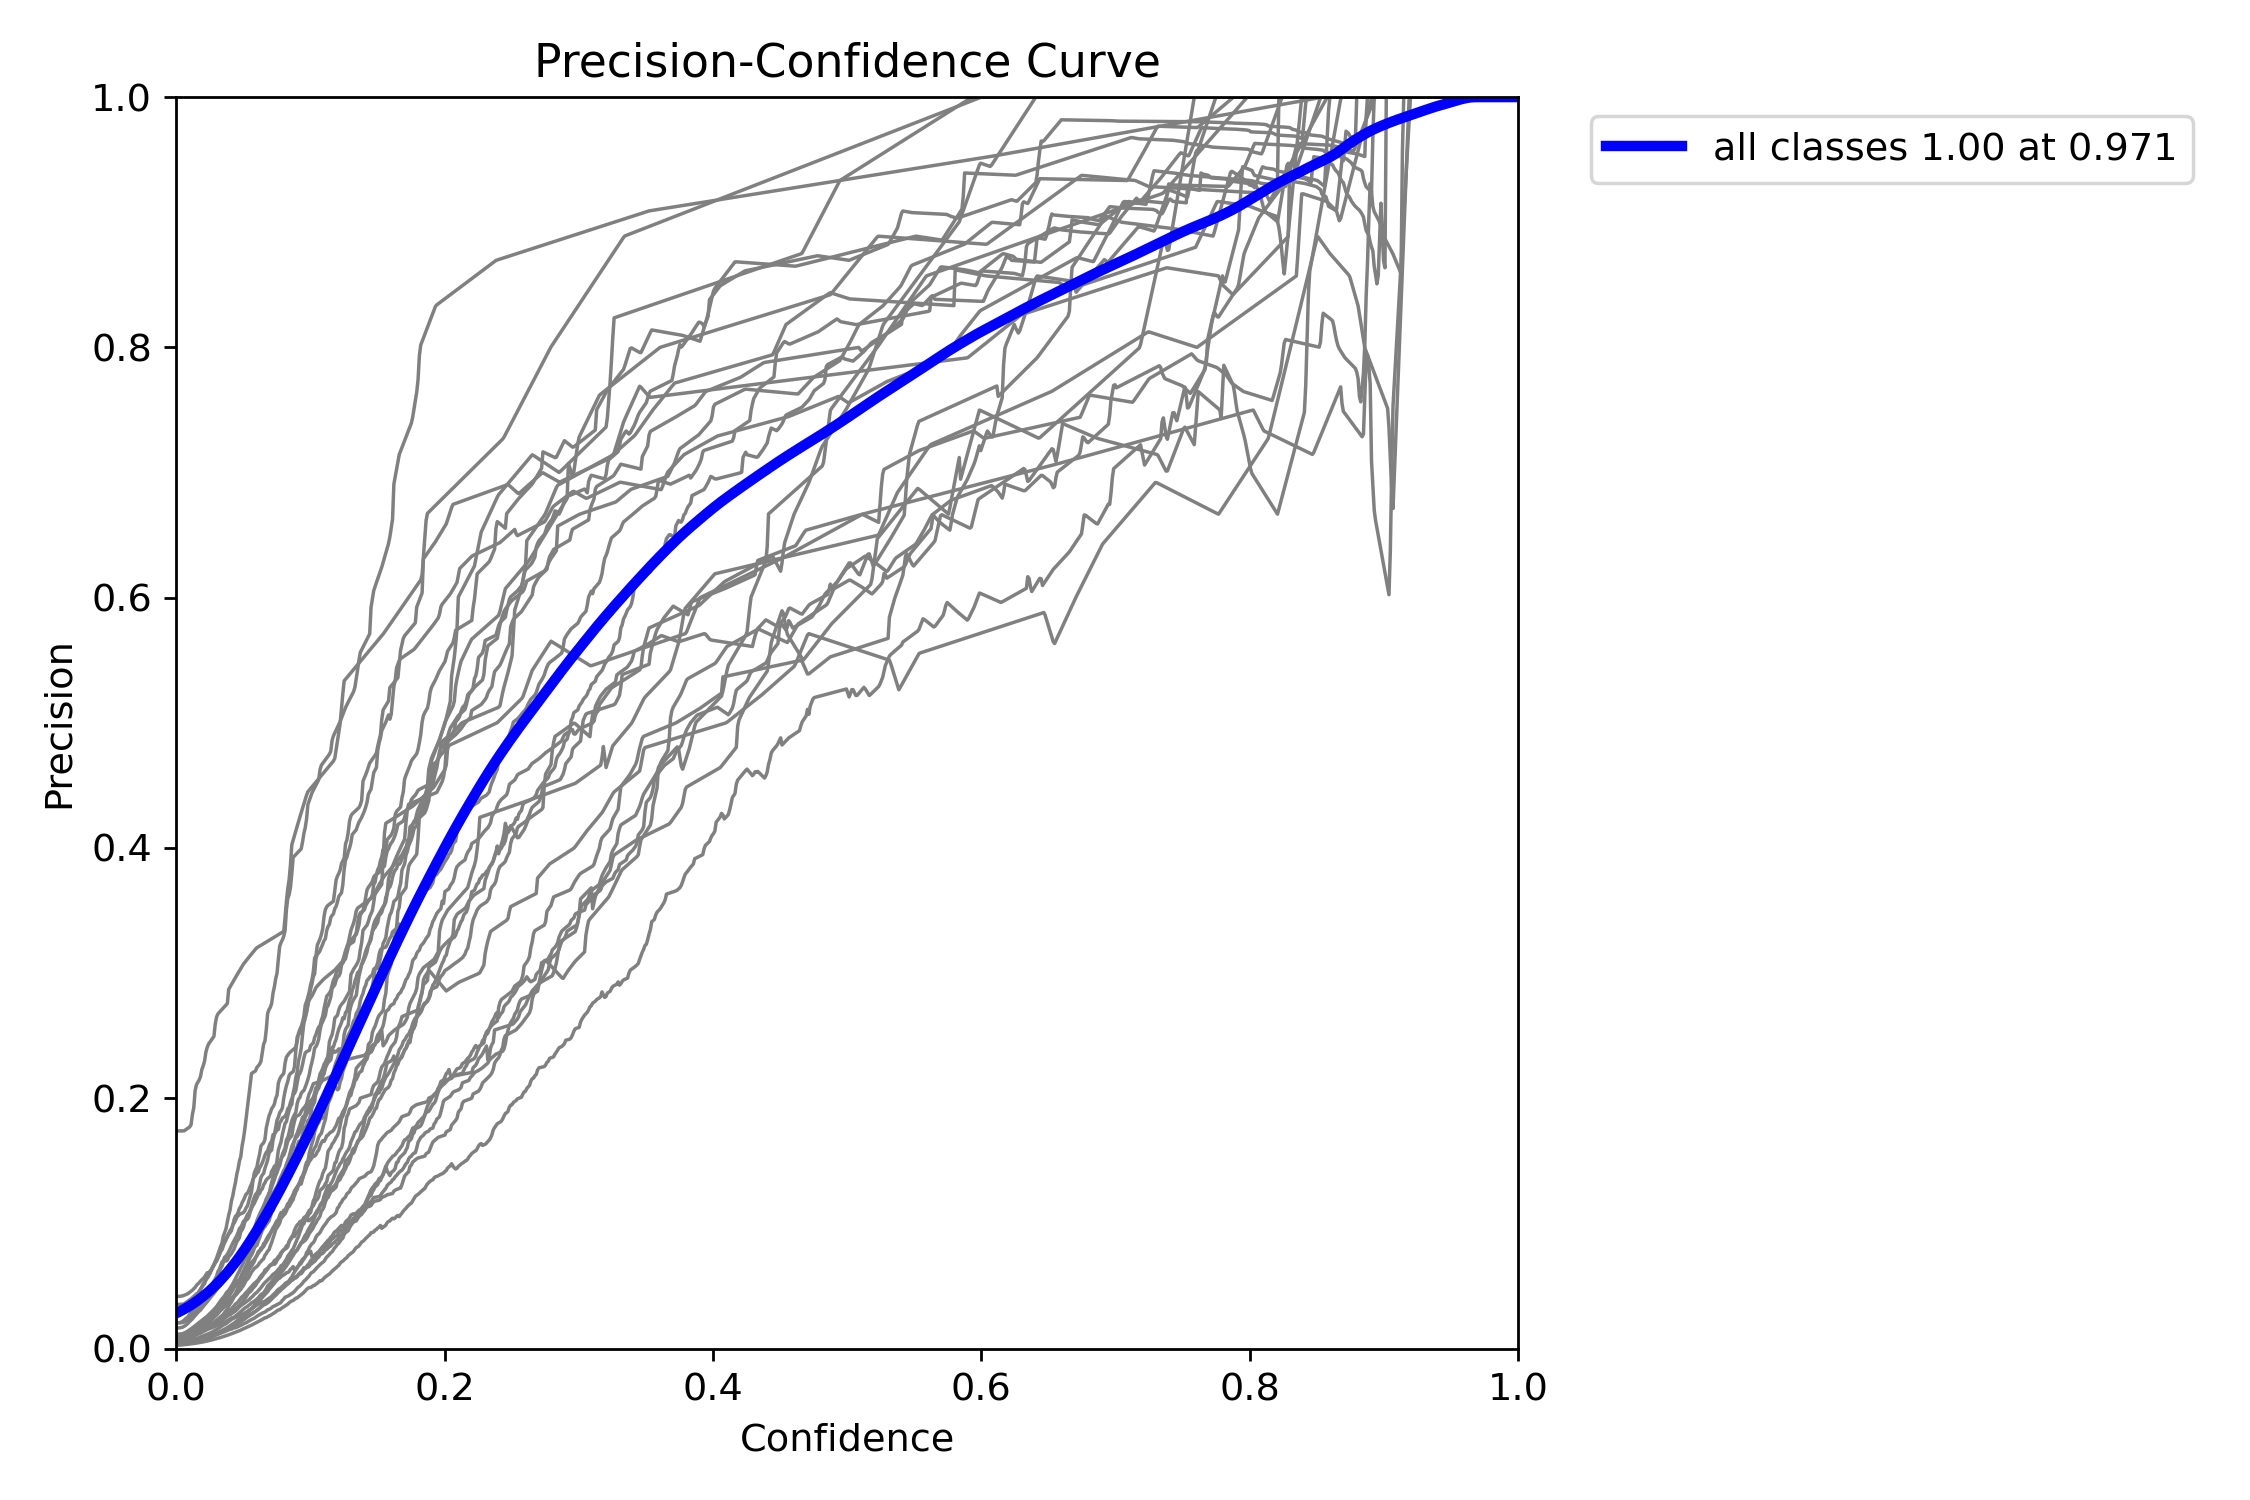 Precision-Confidence Curve
1.0
0.8
0.6
0.4
0.2
0.0
Precision
0.0 0.2 0.4 0.6 0.8 1.0
Confidence
all classes 1.00 at 0.971